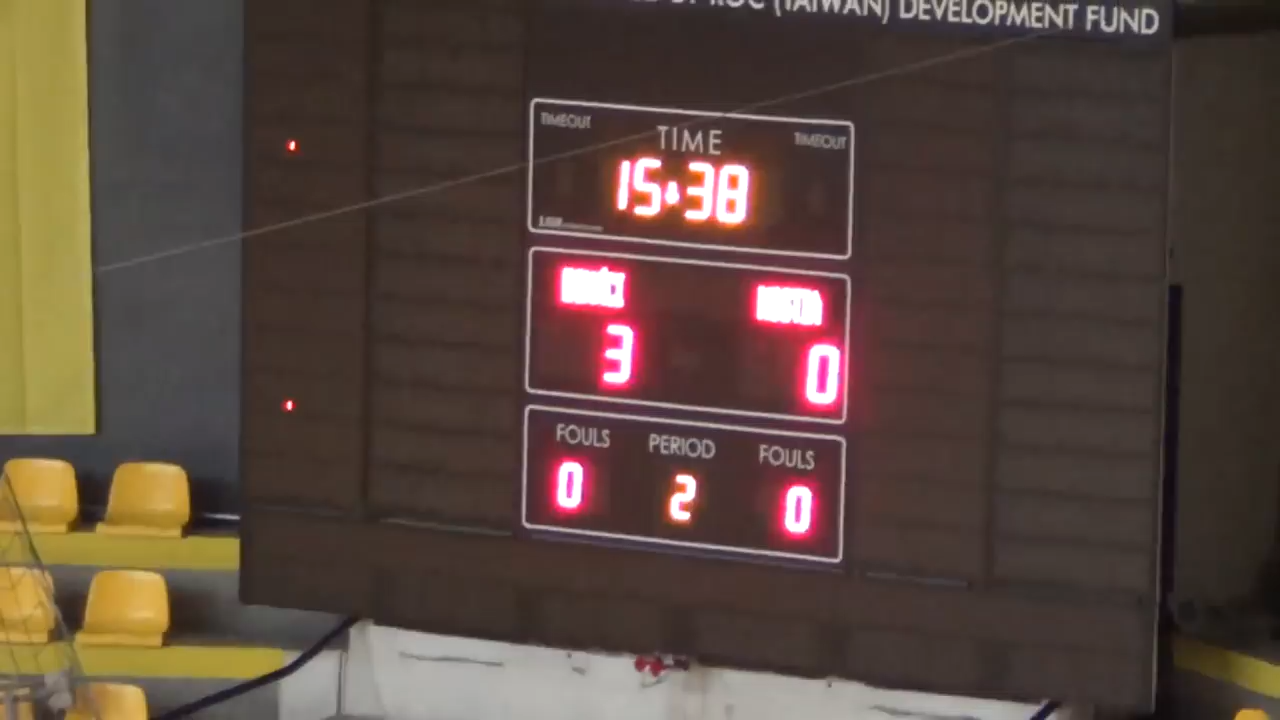 (TAIWAN) DEVELOPMENT FUND
TIMEOUT TIME TIMEOUT
15:38
3 0
FOULS PERIOD FOULS
0 2 0